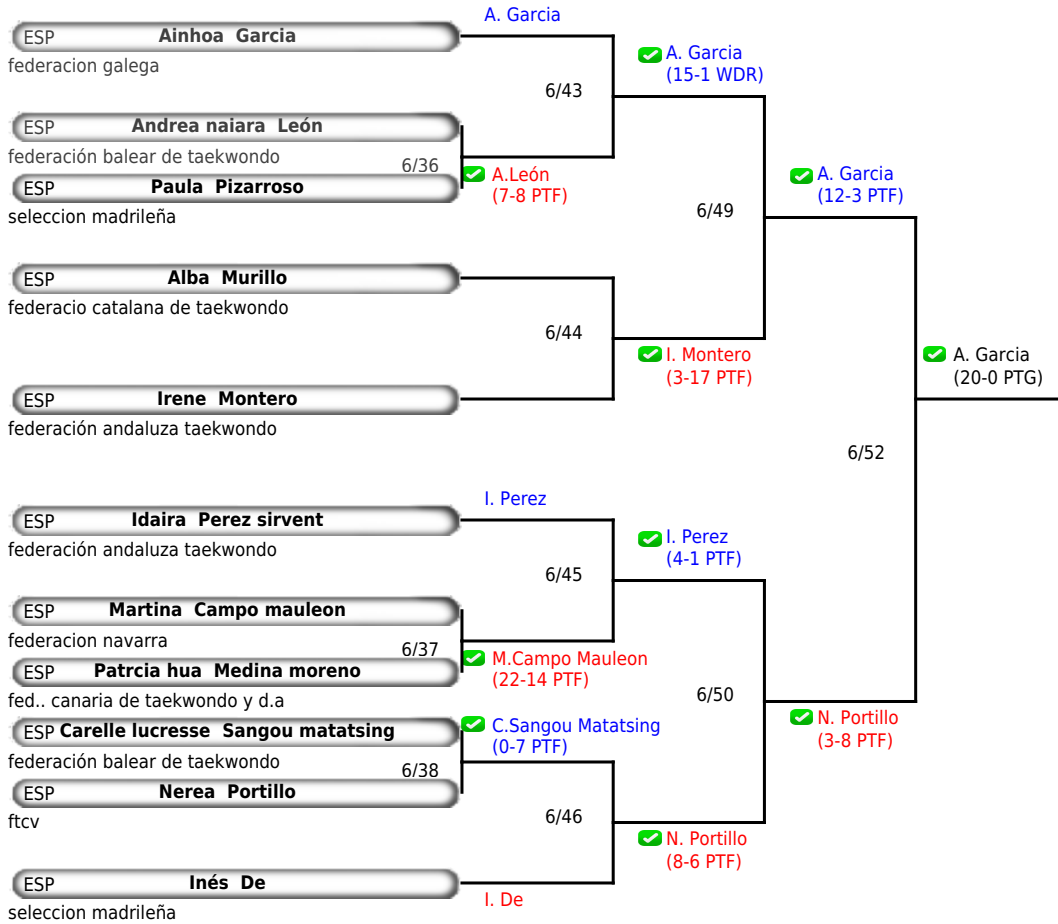 A. Garcia
ESP Ainhoa Garcia
federacion galega
6/43
A. Garcia
(15-1 WDR)
ESP Andrea naiara León
federación balear de taekwondo
6/36
A.León
(7-8 PTF)
ESP Paula Pizarroso
seleccion madrileña
6/49
A. Garcia
(12-3 PTF)
ESP Alba Murillo
federacio catalana de taekwondo
6/44
I. Montero
(3-17 PTF)
ESP Irene Montero
federación andaluza taekwondo
A. Garcia
(20-0 PTG)
6/52
I. Perez
ESP Idaira Perez sirvent
federación andaluza taekwondo
6/45
I. Perez
(4-1 PTF)
ESP Martina Campo mauleon
federacion navarra
6/37
M.Campo Mauleon
(22-14 PTF)
ESP Patrcia hua Medina moreno
fed.. canaria de taekwondo y d.a
6/50
N. Portillo
(3-8 PTF)
ESP Carelle lucresse Sangou matatsing
federación balear de taekwondo
6/38
C.Sangou Matatsing
(0-7 PTF)
ESP Nerea Portillo
ftcv
6/46
N. Portillo
(8-6 PTF)
ESP Inés De
I. De
seleccion madrileña